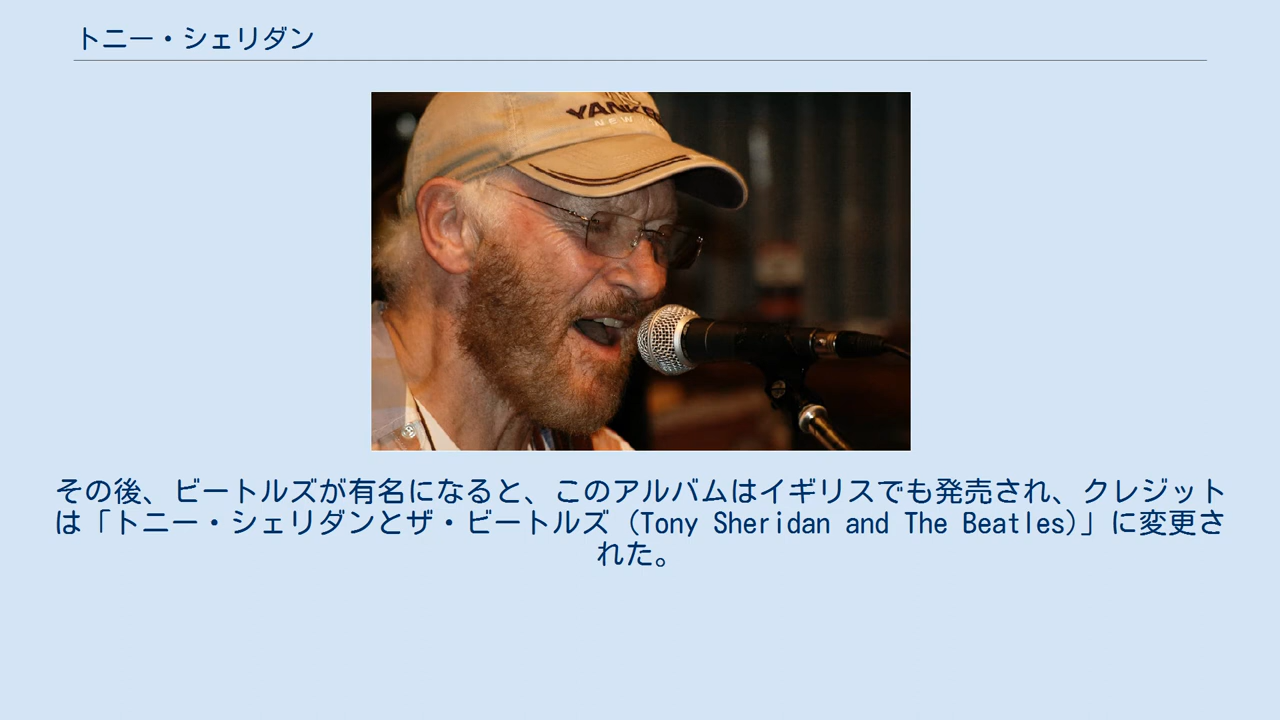 トニー・シェリダン
YANKE
NEW
その後、ビートルズが有名になると、このアルバムはイギリスでも発売され、クレジット
は「トニー・シェリダンとザ・ビートルズ（Tony Sheridan and The Beatles)」に変更さ
れた。